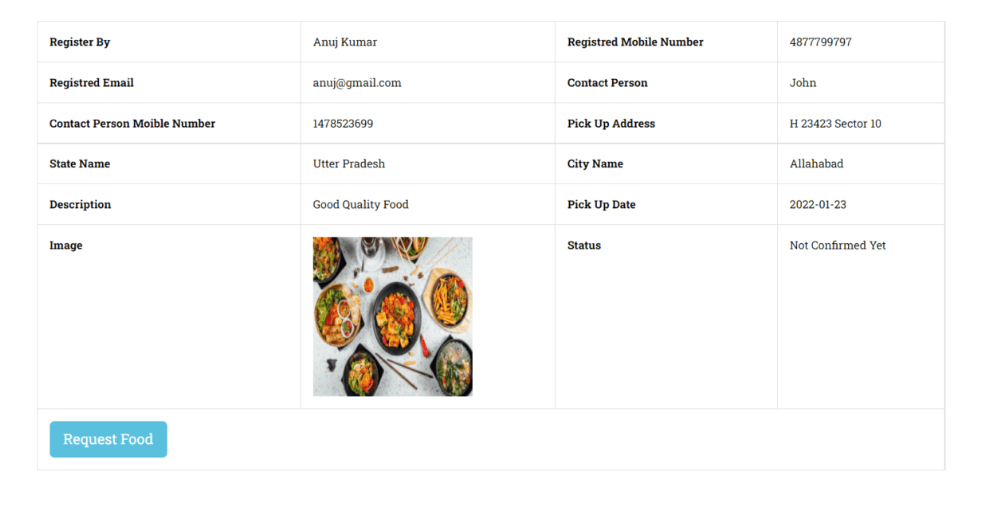 Register By Anuj Kumar Registred Mobile Number 4877799797
Registred Email anuj@gmail.com Contact Person John
Contact Person Moible Number 1478523699 Pick Up Address H 23423 Sector 10
State Name Utter Pradesh City Name Allahabad
Description Good Quality Food Pick Up Date 2022-01-23
Image Status Not Confirmed Yet
Request Food